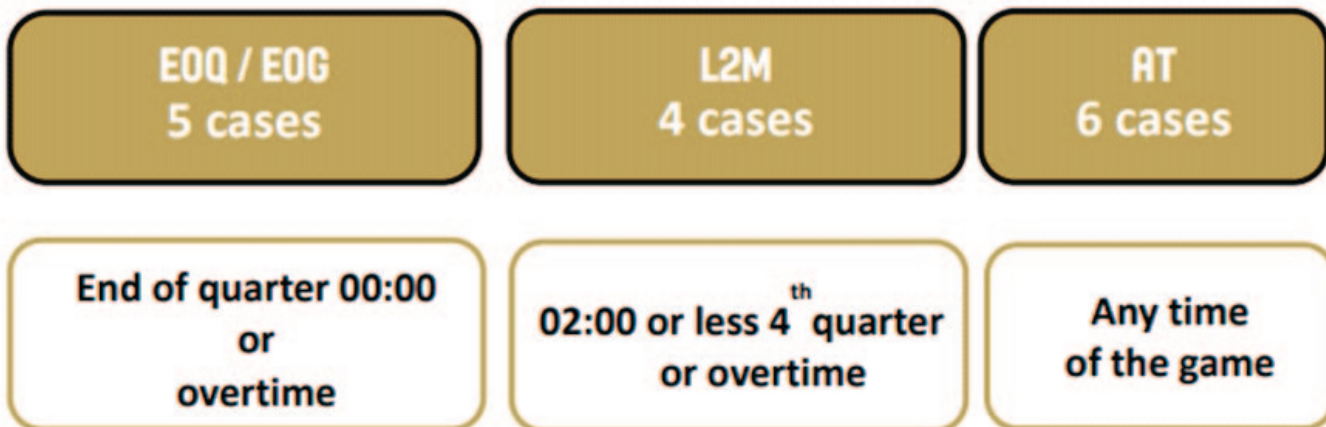 EOQ / EOG
5 cases
L2M
4 cases
AT
6 cases
End of quarter 00:00
or
overtime
02:00 or less 4th quarter
or overtime
Any time
of the game